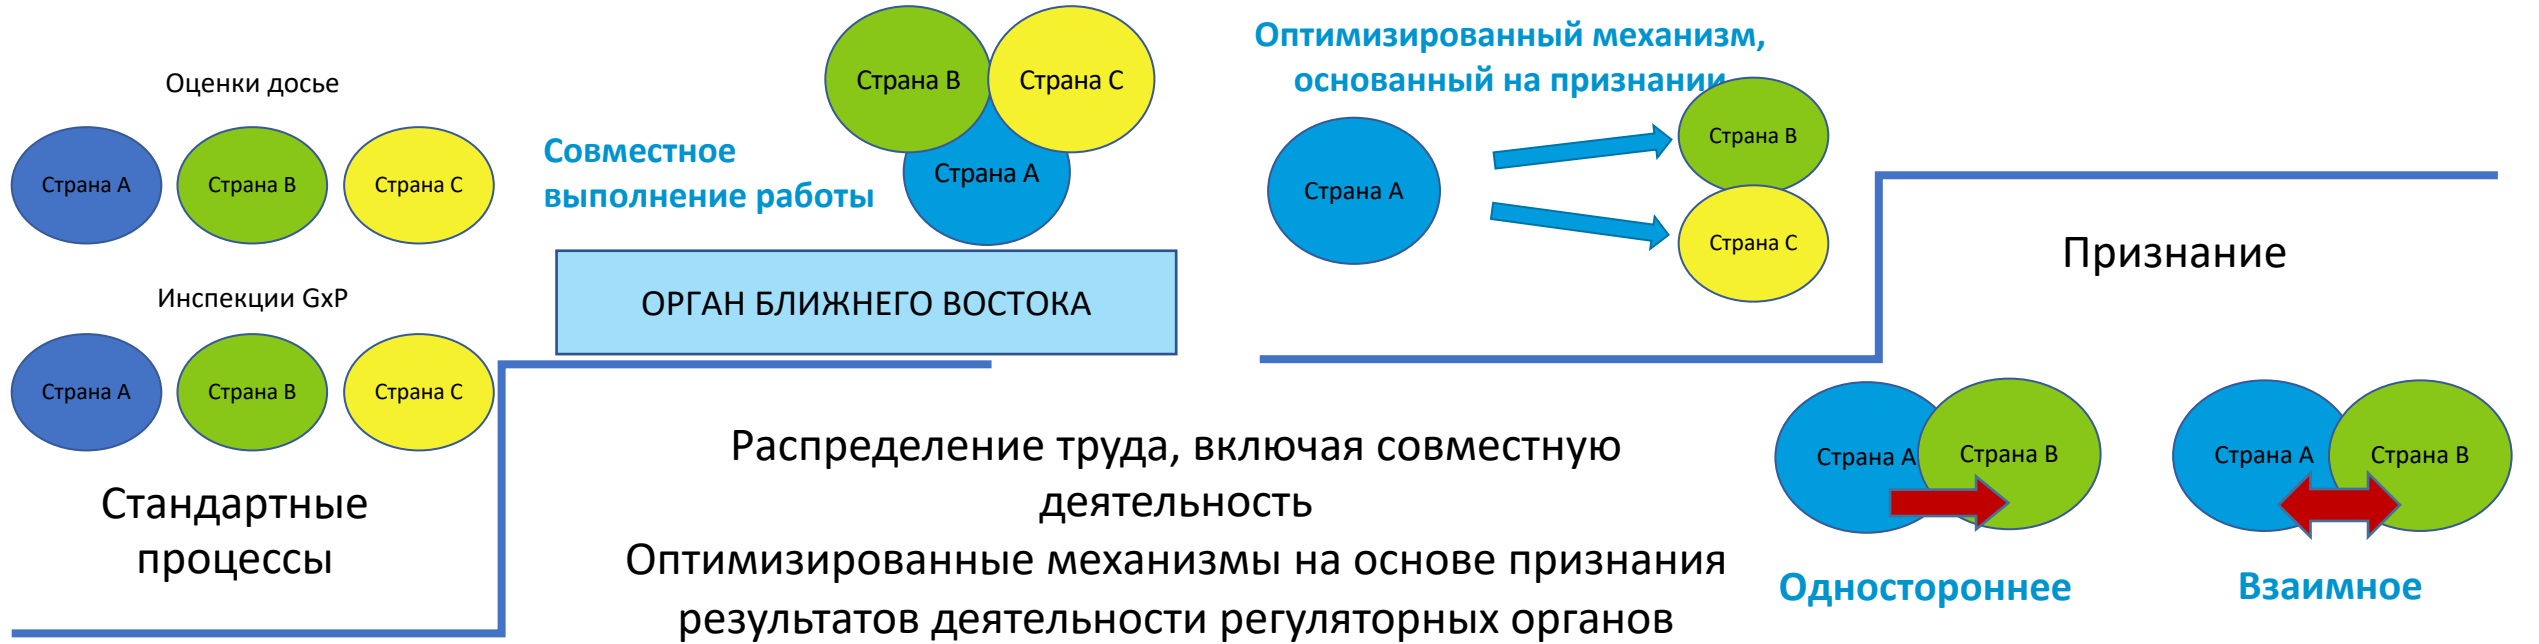 Оценки досье
Страна A
Страна B
Страна C
Инспекции GxP
Страна A
Страна B
Страна C
Стандартные
процессы
Совместное
выполнение работы
Страна B
Страна C
Страна A
ОРГАН БЛИЖНЕГО ВОСТОКА
Оптимизированный механизм,
основанный на признании
Страна A
Страна B
Страна C
Распределение труда, включая совместную
деятельность
Оптимизированные механизмы на основе признания
результатов деятельности регуляторных органов
Признание
Страна A
Страна B
Одностороннее
Страна A
Страна B
Взаимное